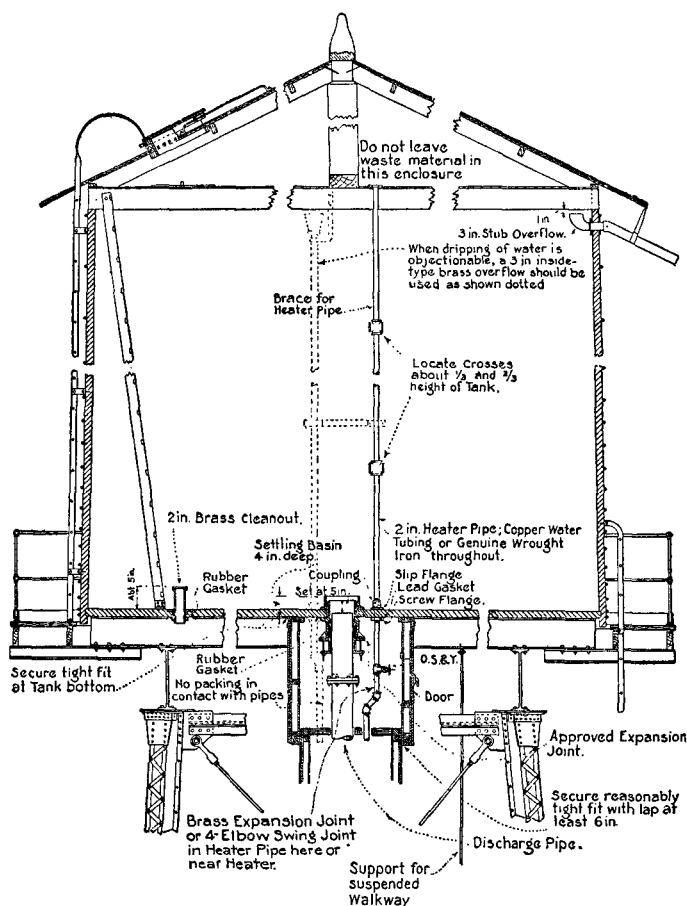 Do not leave
waste material in
this enclosure
1 in
3 in. Stub Overflow.
When dripping of water is
objectionable, a 3 in inside-
type brass overflow should be
used as shown dotted
Brace for
Heater Pipe
Locate Crosses
about 1/3 And 2/3
height of Tank.
2 in. Brass Cleanout.
2 in. Heater Pipe; Copper Water
Tubing or Genuine Wrought
Iron throughout.
Settling Basin
4 in. deep.
Abt 5in.
Rubber
Gasket
Coupling
Set at 5in.
Slip Flange
Lead Gasket
Screw Flange.
Secure tight fit
at Tank bottom
Rubber
Gasket
No packing in
contact with pipes
O.S.&Y.
Door
Approved Expansion
Joint.
Secure reasonably
tight fit with lap at
least 6 in.
Brass Expansion Joint
or 4-Elbow Swing Joint
in Heater Pipe here or
near Heater.
Discharge Pipe.
Support for
suspended
Walkway